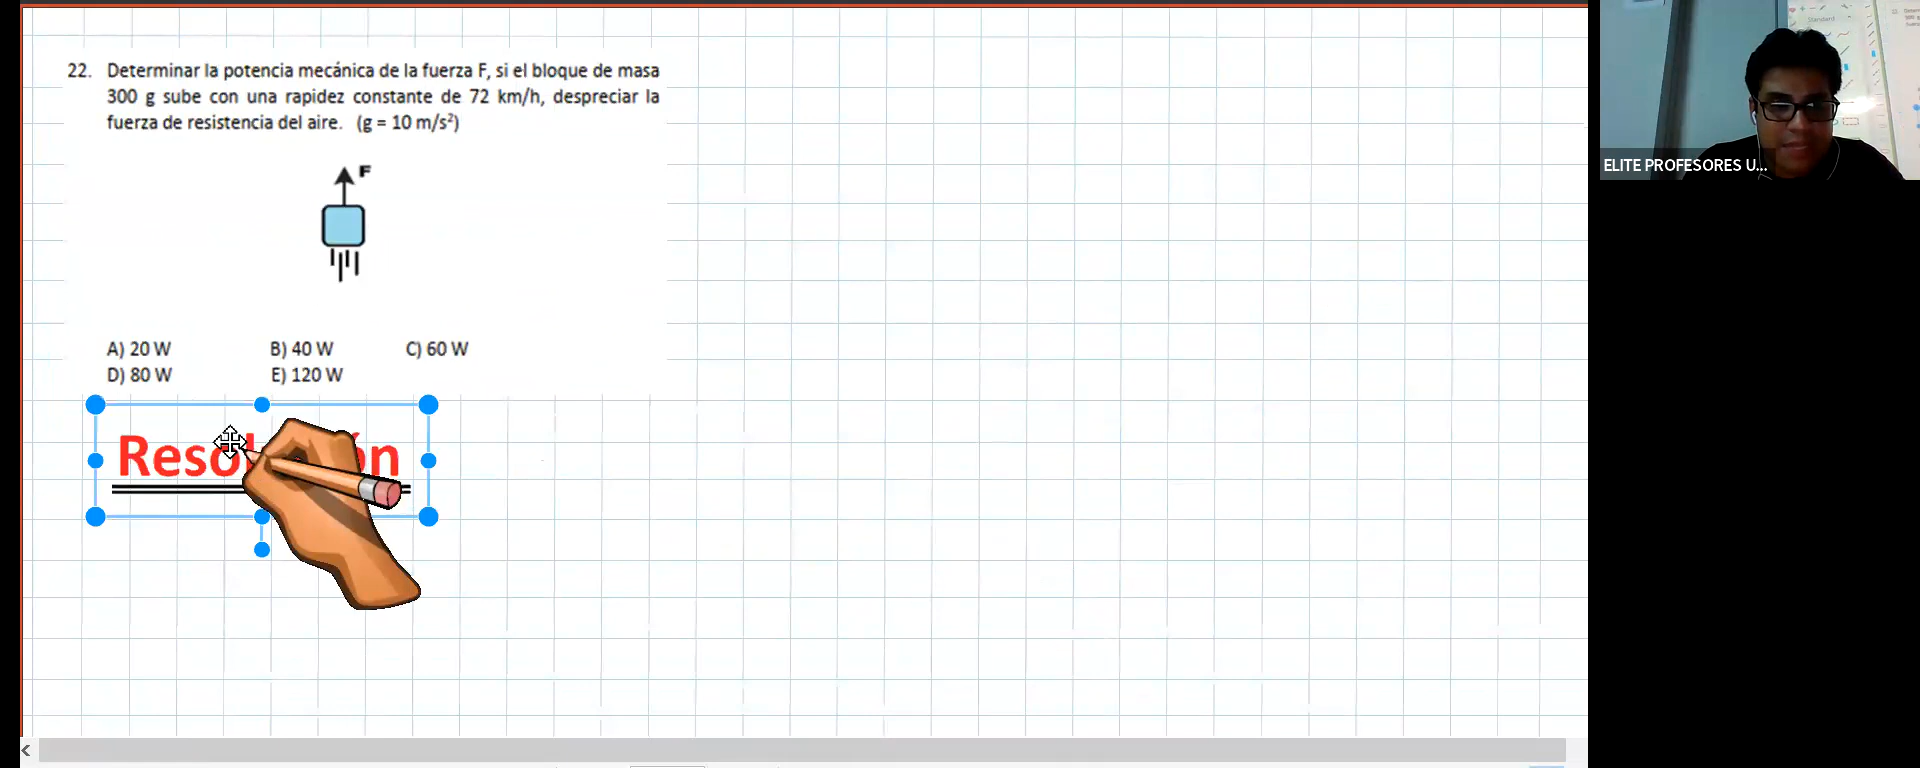 22. Determinar la potencia mecánica de la fuerza F, si el bloque de masa
300 g sube con una rapidez constante de 72 km/h, despreciar la
fuerza de resistencia del aire. (g = 10 m/s²)
F
A) 20 W B) 40 W C) 60 W
D) 80 W E) 120 W
ELITE PROFESORES U...